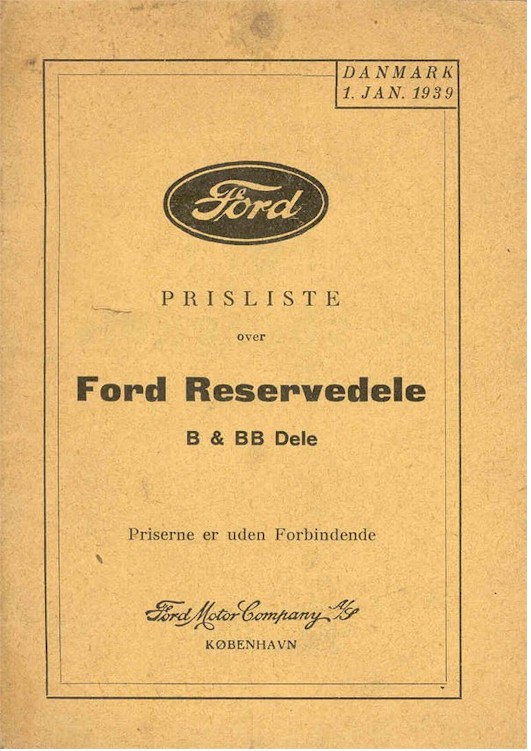 DANMARK
1. JAN. 1939
Ford
PRISLISTE
over
Ford Reservedele
B & BB Dele
Priserne er uden Forbindende
Ford Motor Company A/S
KØBENHAVN